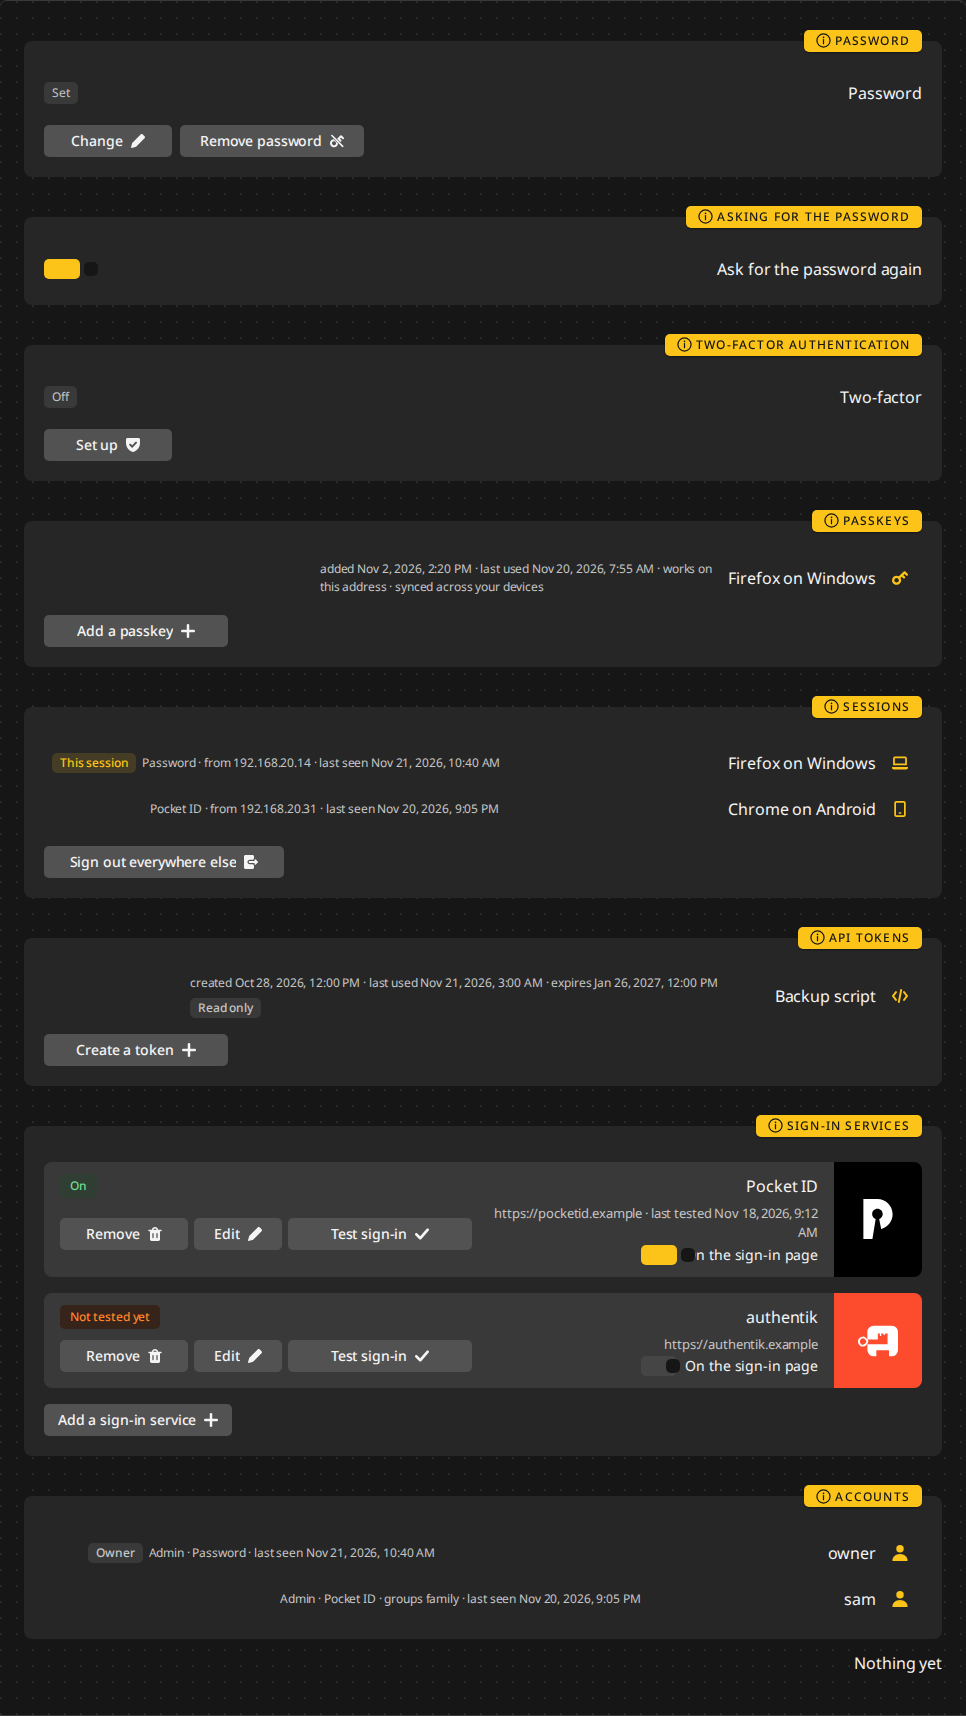 PASSWORD
Password
Set
Change
Remove password
ASKING FOR THE PASSWORD
Ask for the password again
TWO-FACTOR AUTHENTICATION
Two-factor
Off
Set up
PASSKEYS
Firefox on Windows
added Nov 2, 2026, 2:20 PM · last used Nov 20, 2026, 7:55 AM · works on
this address · synced across your devices
Add a passkey
SESSIONS
Firefox on Windows
This session Password · from 192.168.20.14 · last seen Nov 21, 2026, 10:40 AM
Chrome on Android
Pocket ID · from 192.168.20.31 · last seen Nov 20, 2026, 9:05 PM
Sign out everywhere else
API TOKENS
Backup script
created Oct 28, 2026, 12:00 PM · last used Nov 21, 2026, 3:00 AM · expires Jan 26, 2027, 12:00 PM
Read only
Create a token
SIGN-IN SERVICES
Pocket ID
On
https://pocketid.example · last tested Nov 18, 2026, 9:12
AM
n the sign-in page
Remove
Edit
Test sign-in
authentik
Not tested yet
https://authentik.example
On the sign-in page
Remove
Edit
Test sign-in
Add a sign-in service
ACCOUNTS
owner
Owner Admin · Password · last seen Nov 21, 2026, 10:40 AM
sam
Admin · Pocket ID · groups family · last seen Nov 20, 2026, 9:05 PM
Nothing yet